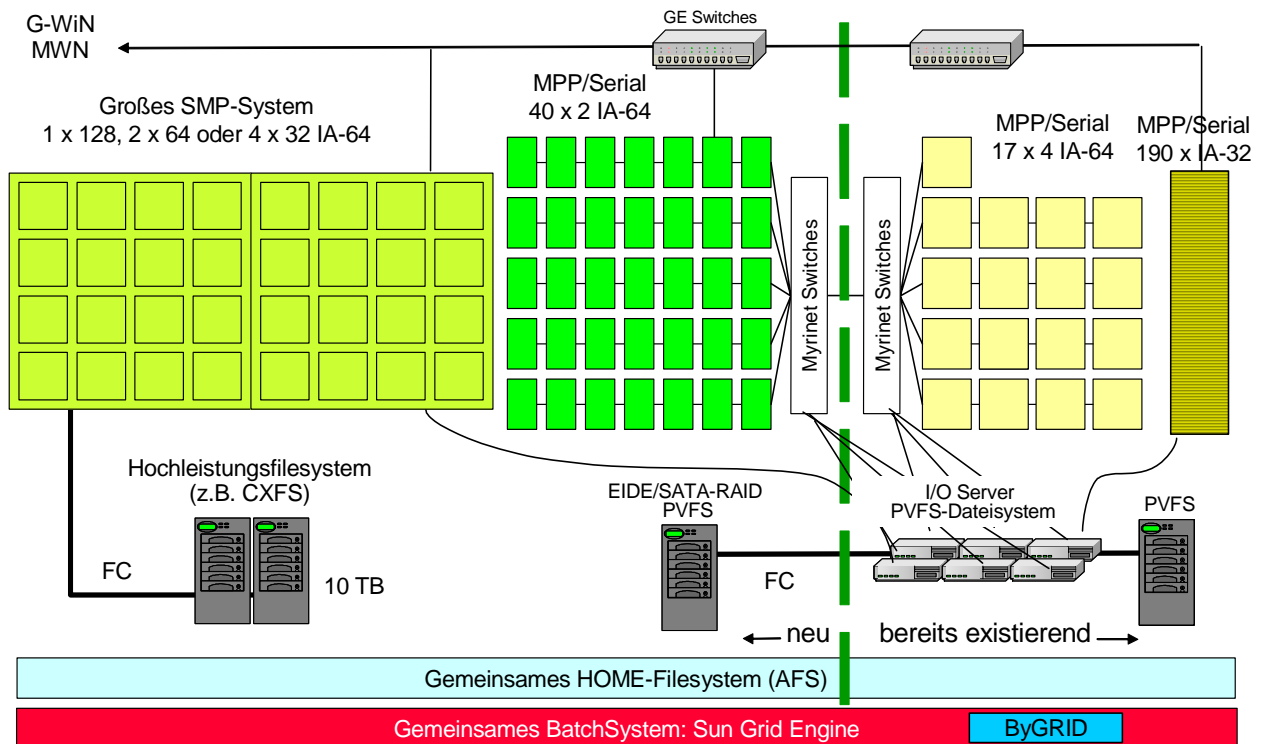 G-WiN
MWN
GE Switches
Großes SMP-System
1 x 128, 2 x 64 oder 4 x 32 IA-64
MPP/Serial
40 x 2 IA-64
MPP/Serial
17 x 4 IA-64
MPP/Serial
190 x IA-32
Myrinet Switches
Myrinet Switches
Hochleistungsfilesystem
(z.B. CXFS)
FC
10 TB
EIDE/SATA-RAID
PVFS
FC
I/O Server
PVFS-Dateisystem
PVFS
neu
bereits existierend
Gemeinsames HOME-Filesystem (AFS)
Gemeinsames BatchSystem: Sun Grid Engine
ByGRID